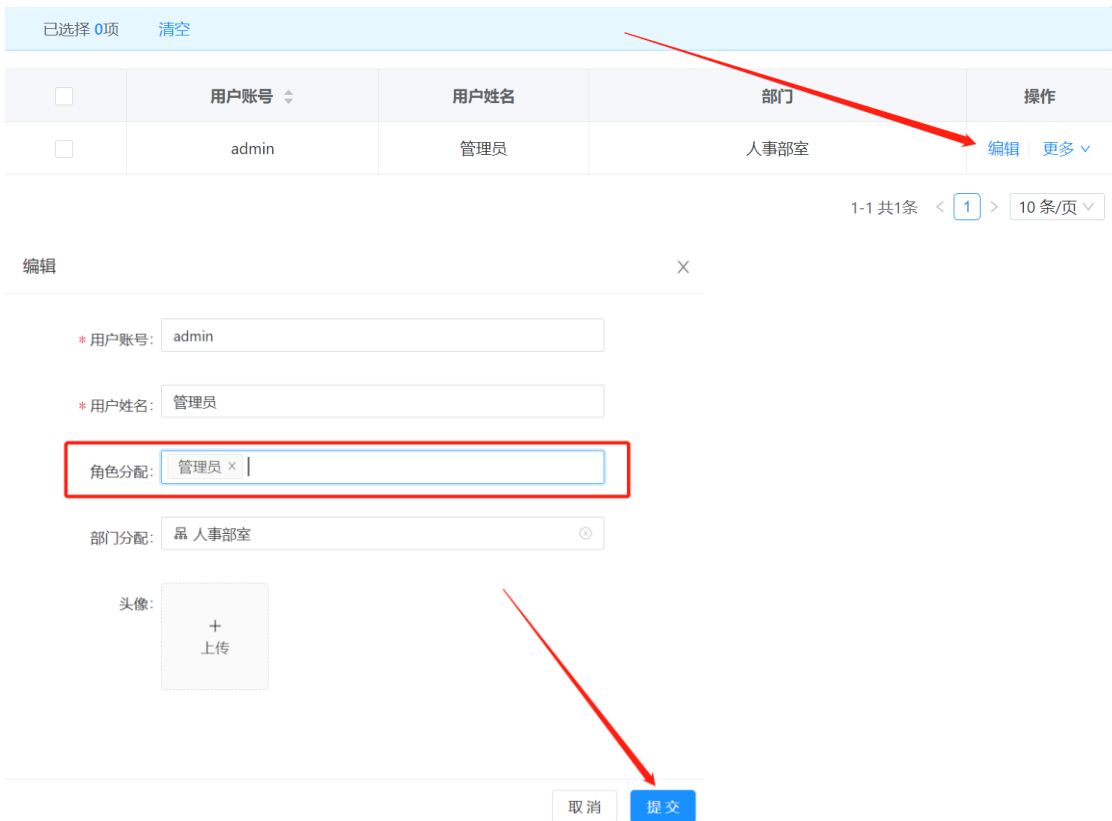 已选择 0项 清空
用户账号 用户姓名 部门 操作
admin 管理员 人事部室 编辑 更多
1-1 共1条 < 1 > 10 条/页
编辑 X
* 用户账号: admin
* 用户姓名: 管理员
角色分配: 管理员 ×
部门分配: 人事部室
头像: + 上传
取 消 提 交